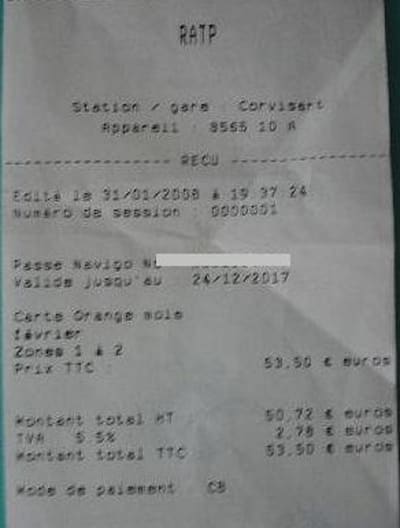 RATP
Station / gare : Corvisart
Appareil : 8565 10 A
RECU
Edité le 31/01/2008 à 19 37 24
Numéro de session : 0000001
Passe Navigo No
Valide jusqu'au : 24/12/2017
Carte Orange mois
février
Zones 1 à 2
Prix TTC : 53,50 € euros
Montant total HT : 50,72 € euros
TVA 5.5% 2,78 € euros
Montant total TTC 53,50 € euros
Mode de paiement : CB